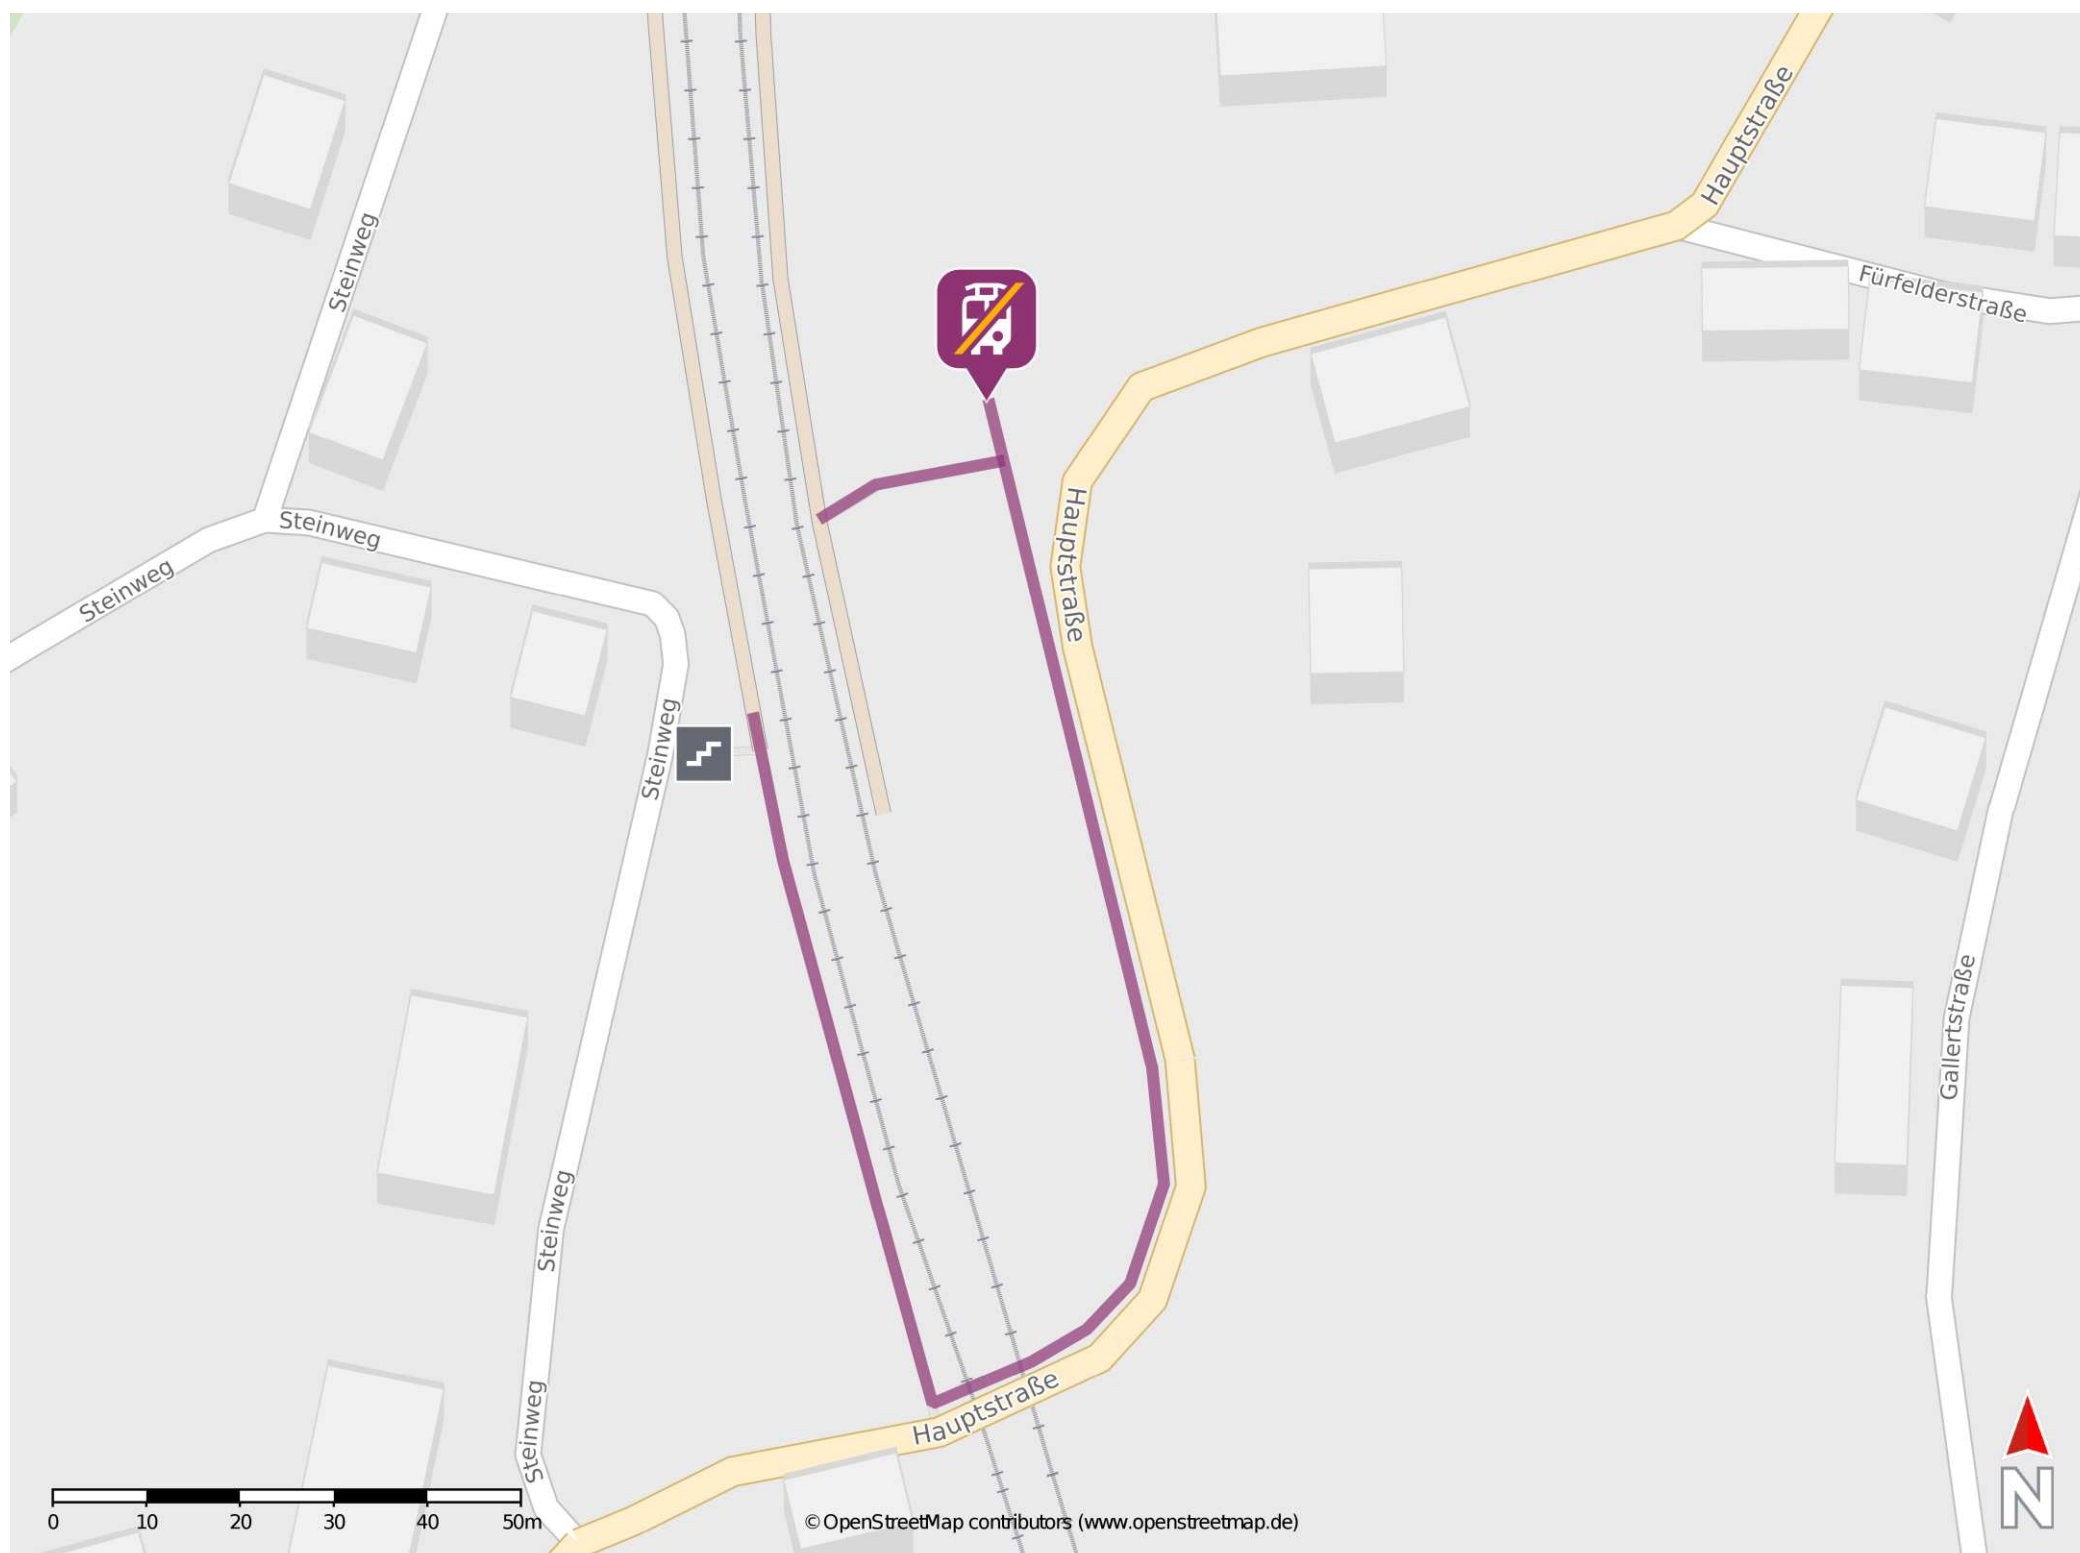 Hauptstraße
Steinweg
Fürfelderstraße
Steinweg
Steinweg
Hauptstraße
Steinweg
Gallertstraße
Steinweg
Hauptstraße
Steinweg
0 10 20 30 40 50m
© OpenStreetMap contributors (www.openstreetmap.de)
N